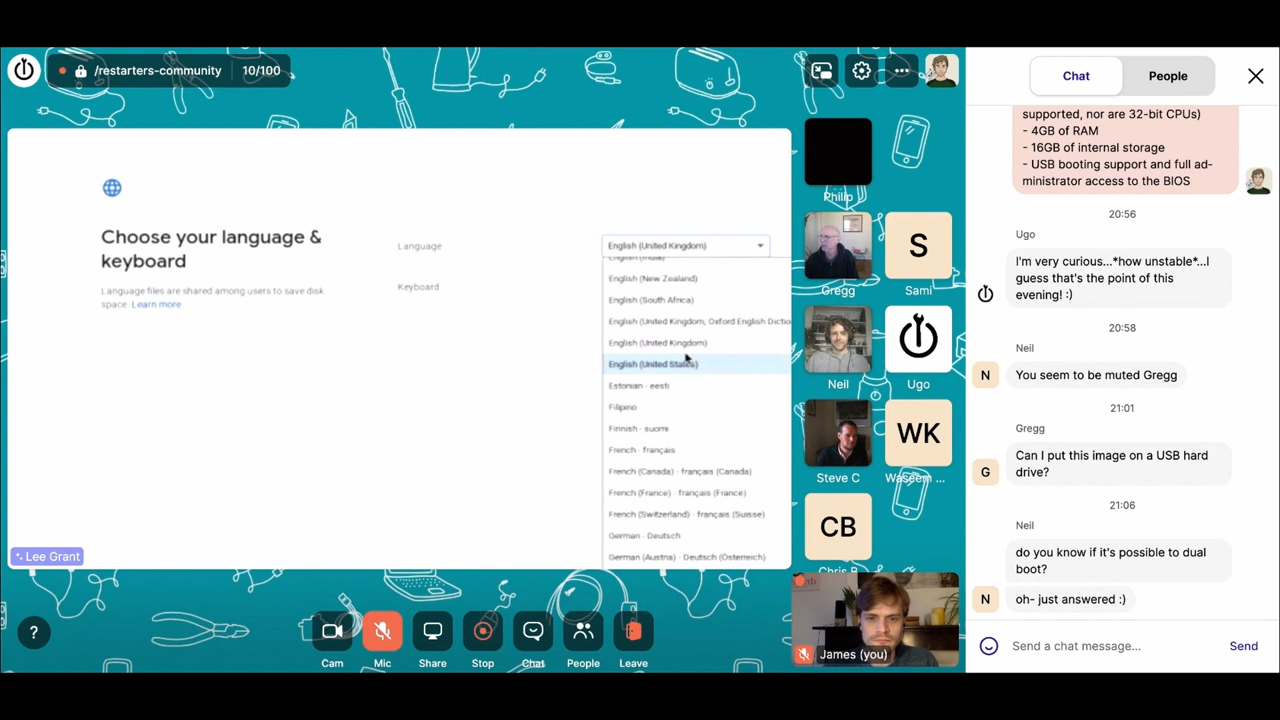 /restarters-community
10/100
Choose your language &
keyboard
Language files are shared among users to save disk
space Learn more
Language
Keyboard
English (United Kingdom)
English (India)
English (New Zealand)
English (South Africa)
English (United Kingdom, Oxford English Dictio
English (United Kingdom)
English (United States)
Estonian - eesti
Filipino
Finnish - suomi
French - français
French (Canada) - français (Canada)
French (France) - français (France)
French (Switzerland) - français (Suisse)
German - Deutsch
German (Austria) - Deutsch (Österreich)
Lee Grant
Philip
Gregg
S
Sami
Neil
Ugo
Steve C
WK
Waseem ...
CB
Chris B
James (you)
?
Cam
Mic
Share
Stop
Chat
People
Leave
Chat
People
supported, nor are 32-bit CPUs)
- 4GB of RAM
- 16GB of internal storage
- USB booting support and full ad-
ministrator access to the BIOS
20:56
Ugo
I'm very curious...*how unstable*...I
guess that's the point of this
evening! :)
20:58
Neil
N
You seem to be muted Gregg
21:01
Gregg
Can I put this image on a USB hard
drive?
G
21:06
Neil
do you know if it's possible to dual
boot?
N
oh- just answered :)
Send a chat message...
Send